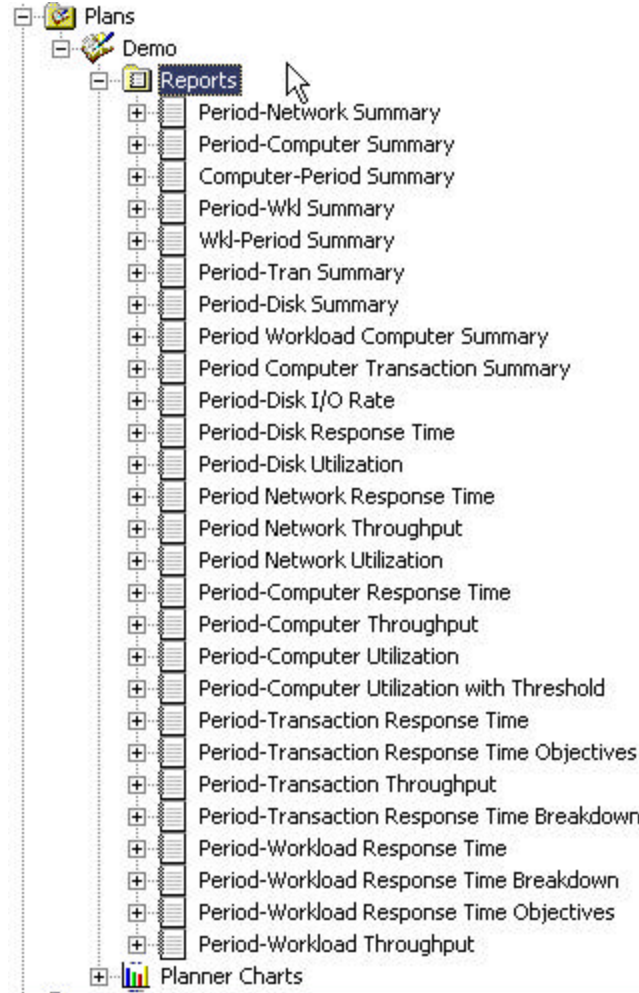 Plans
Demo
Reports
Period-Network Summary
Period-Computer Summary
Computer-Period Summary
Period-Wkl Summary
Wkl-Period Summary
Period-Tran Summary
Period-Disk Summary
Period Workload Computer Summary
Period Computer Transaction Summary
Period-Disk I/O Rate
Period-Disk Response Time
Period-Disk Utilization
Period Network Response Time
Period Network Throughput
Period Network Utilization
Period-Computer Response Time
Period-Computer Throughput
Period-Computer Utilization
Period-Computer Utilization with Threshold
Period-Transaction Response Time
Period-Transaction Response Time Objectives
Period-Transaction Throughput
Period-Transaction Response Time Breakdown
Period-Workload Response Time
Period-Workload Response Time Breakdown
Period-Workload Response Time Objectives
Period-Workload Throughput
Planner Charts